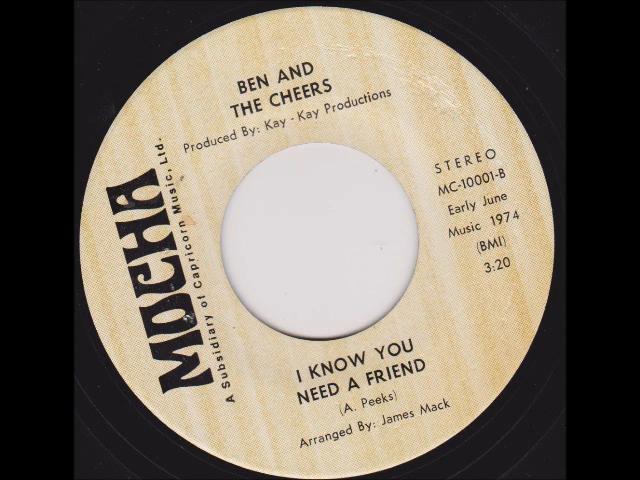 BEN AND
THE CHEERS
Produced By: Kay - Kay Productions
MOCHA
A Subsidiary of Capricorn Music, Ltd.
STEREO
MC-10001-B
Early June
Music 1974
(BMI)
3:20
I KNOW YOU
NEED A FRIEND
(A. Peeks)
Arranged By: James Mack